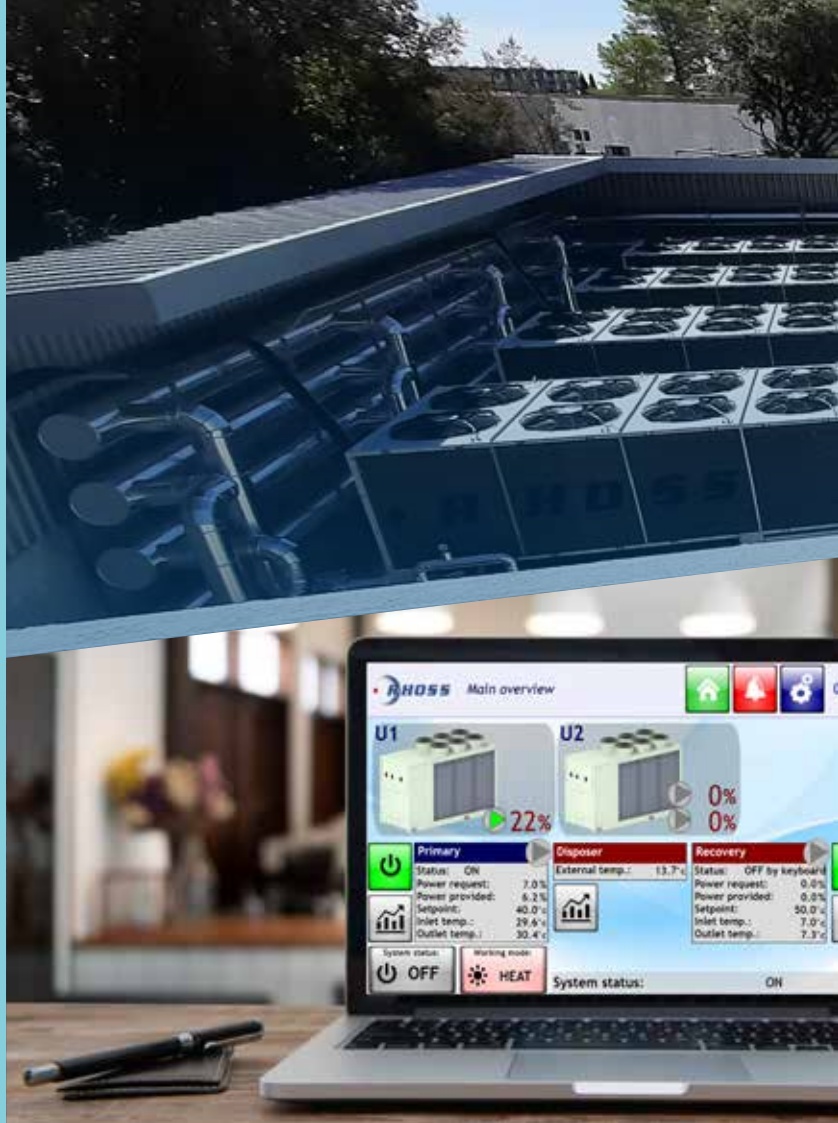 RHOSS
RHOSS Main overview
U1
U2
22%
0%
0%
Primary
Status: ON
Power request: 7.0%
Power provided: 6.2%
Setpoint: 40.0°c
Inlet temp.: 29.6°c
Outlet temp.: 30.4°c
Disposer
External temp.: 13.7°c
Recovery
Status: OFF by keyboard
Power request: 0.0%
Power provided: 0.0%
Setpoint: 50.0°c
Inlet temp.: 7.0°c
Outlet temp.: 7.3°c
System status:
OFF
Working mode:
HEAT
System status: ON